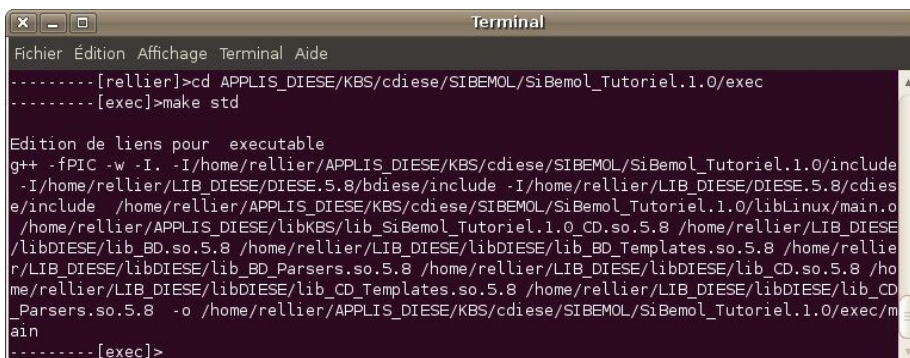 Terminal
Fichier Édition Affichage Terminal Aide
---------[rellier]>cd APPLIS_DIESE/KBS/cdiese/SIBEMOL/SiBemol_Tutoriel.1.0/exec
---------[exec]>make std
Edition de liens pour  executable
g++ -fPIC -w -I. -I/home/rellier/APPLIS_DIESE/KBS/cdiese/SIBEMOL/SiBemol_Tutoriel.1.0/include
 -I/home/rellier/LIB_DIESE/DIESE.5.8/bdiese/include -I/home/rellier/LIB_DIESE/DIESE.5.8/cdies
e/include  /home/rellier/APPLIS_DIESE/KBS/cdiese/SIBEMOL/SiBemol_Tutoriel.1.0/libLinux/main.o
 /home/rellier/APPLIS_DIESE/libKBS/lib_SiBemol_Tutoriel.1.0_CD.so.5.8 /home/rellier/LIB_DIESE
/libDIESE/lib_BD.so.5.8 /home/rellier/LIB_DIESE/libDIESE/lib_BD_Templates.so.5.8 /home/rellie
r/LIB_DIESE/libDIESE/lib_BD_Parsers.so.5.8 /home/rellier/LIB_DIESE/libDIESE/lib_CD.so.5.8 /ho
me/rellier/LIB_DIESE/libDIESE/lib_CD_Templates.so.5.8 /home/rellier/LIB_DIESE/libDIESE/lib_CD
_Parsers.so.5.8  -o /home/rellier/APPLIS_DIESE/KBS/cdiese/SIBEMOL/SiBemol_Tutoriel.1.0/exec/m
ain
---------[exec]>